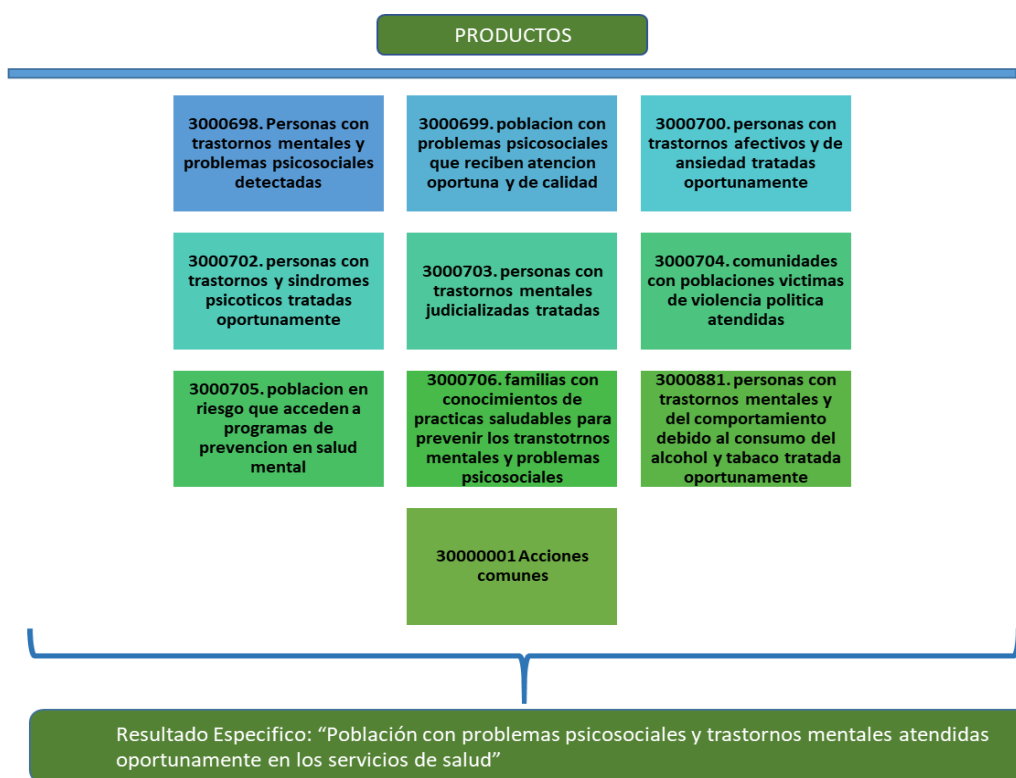 PRODUCTOS
3000698. Personas con
trastornos mentales y
problemas psicosociales
detectadas
3000699. poblacion con
problemas psicosociales
que reciben atencion
oportuna y de calidad
3000700. personas con
trastornos afectivos y de
ansiedad tratadas
oportunamente
3000702. personas con
trastornos y sindromes
psicoticos tratadas
oportunamente
3000703. personas con
trastornos mentales
judicializadas tratadas
3000704. comunidades
con poblaciones victimas
de violencia politica
atendidas
3000705. poblacion en
riesgo que acceden a
programas de
prevencion en salud
mental
3000706. familias con
conocimientos de
practicas saludables para
prevenir los transtotrnos
mentales y problemas
psicosociales
3000881. personas con
trastornos mentales y
del comportamiento
debido al consumo del
alcohol y tabaco tratada
oportunamente
30000001 Acciones
comunes
Resultado Especifico: “Población con problemas psicosociales y trastornos mentales atendidas
oportunamente en los servicios de salud”